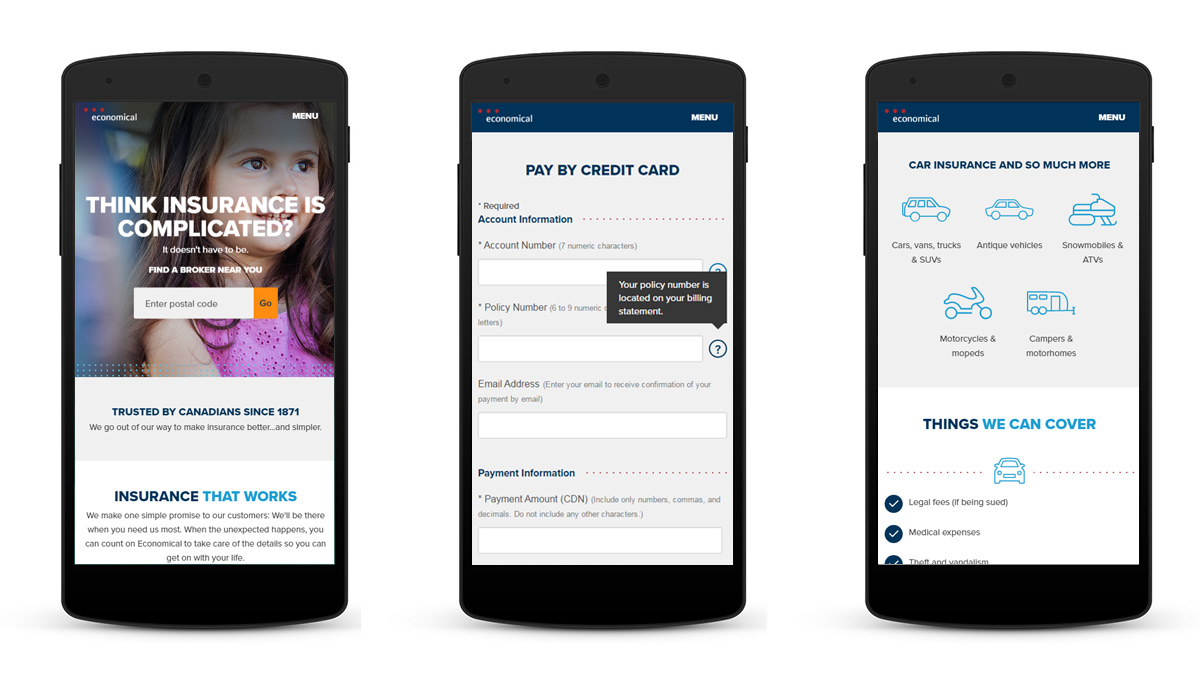 economical
MENU
THINK INSURANCE IS
COMPLICATED?
It doesn't have to be.
FIND A BROKER NEAR YOU
Enter postal code
Go
TRUSTED BY CANADIANS SINCE 1871
We go out of our way to make insurance better...and simpler.
INSURANCE THAT WORKS
We make one simple promise to our customers: We'll be there
when you need us most. When the unexpected happens, you
can count on Economical to take care of the details so you can
get on with your life.
economical
MENU
PAY BY CREDIT CARD
* Required
Account Information
* Account Number (7 numeric characters)
?
Your policy number is
located on your billing
statement.
* Policy Number (6 to 9 numeric
letters)
?
Email Address (Enter your email to receive confirmation of your
payment by email)
Payment Information
* Payment Amount (CDN) (Include only numbers, commas, and
decimals. Do not include any other characters.)
economical
MENU
CAR INSURANCE AND SO MUCH MORE
Cars, vans, trucks
& SUVs
Antique vehicles
Snowmobiles &
ATVs
Motorcycles &
mopeds
Campers &
motorhomes
THINGS WE CAN COVER
Legal fees (if being sued)
Medical expenses
Theft and vandalism